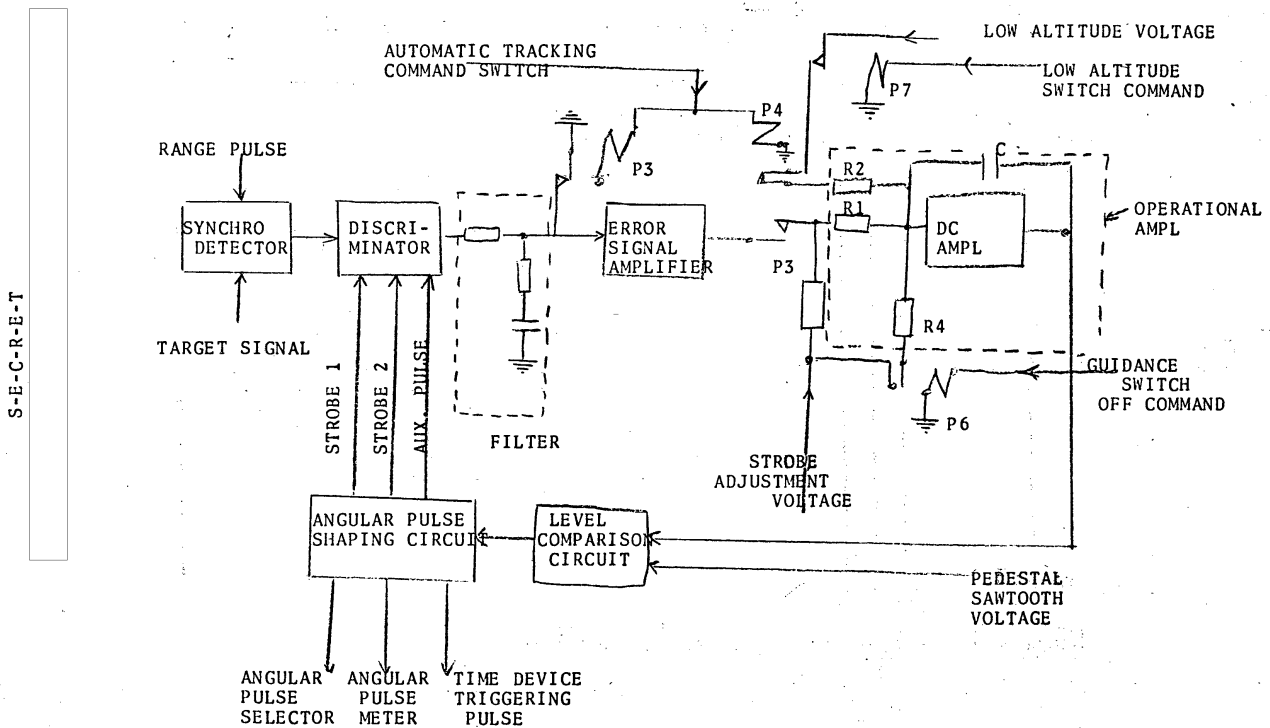 LOW ALTITUDE VOLTAGE
AUTOMATIC TRACKING
COMMAND SWITCH
LOW ALTITUDE
SWITCH COMMAND
P7
P4
P3
RANGE PULSE
C
R2
R1
OPERATIONAL
AMPL
SYNCHRO
DETECTOR
DISCRI-
MINATOR
ERROR
SIGNAL
AMPLIFIER
DC
AMPL
P3
R4
TARGET SIGNAL
STROBE 1
STROBE 2
AUX. PULSE
S-E-C-R-E-T
GUIDANCE
SWITCH
OFF COMMAND
P6
FILTER
STROBE
ADJUSTMENT
VOLTAGE
ANGULAR PULSE
SHAPING CIRCUIT
LEVEL
COMPARISON
CIRCUIT
PEDESTAL
SAWTOOTH
VOLTAGE
ANGULAR
PULSE
SELECTOR
ANGULAR
PULSE
METER
TIME DEVICE
TRIGGERING
PULSE